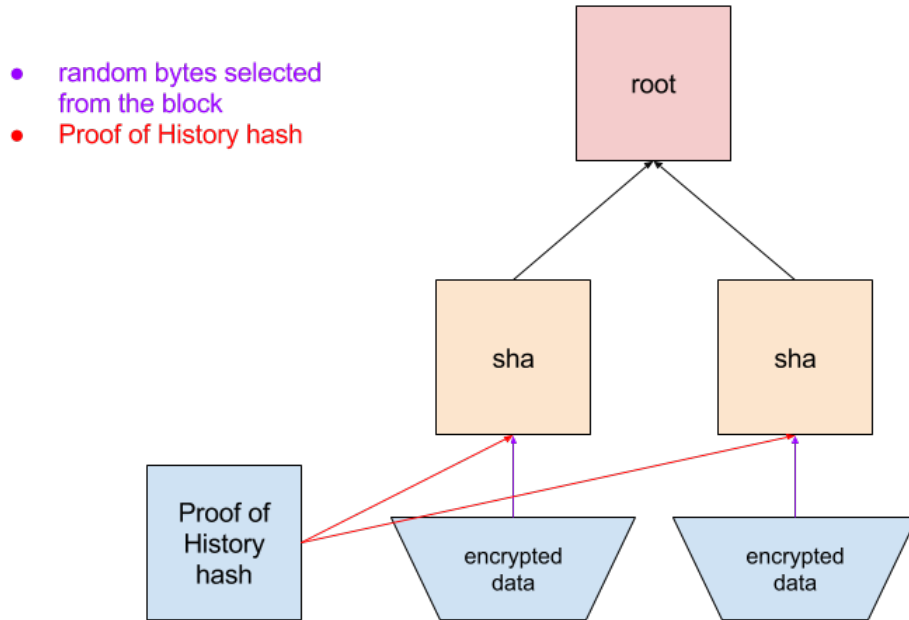 random bytes selected
from the block
Proof of History hash
root
sha
sha
Proof of
History
hash
encrypted
data
encrypted
data